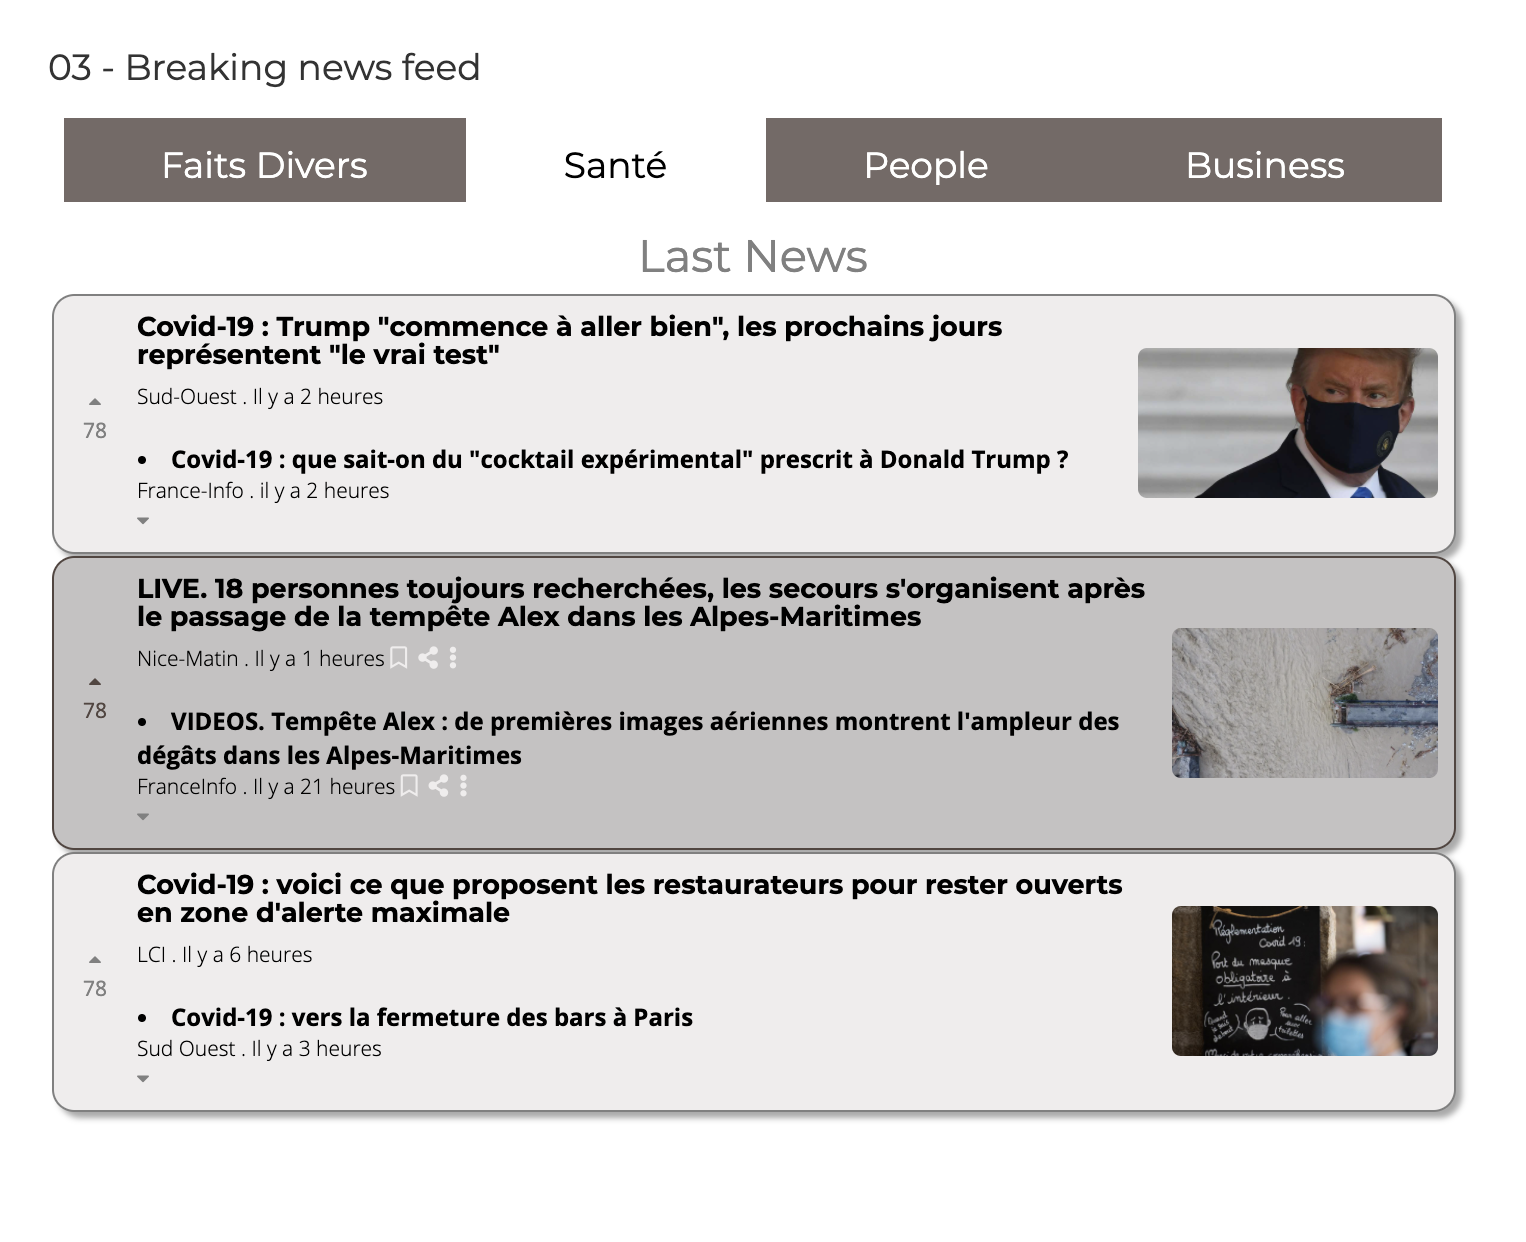 03 - Breaking news feed
Faits Divers
Santé
People
Business
Last News
Covid-19 : Trump "commence à aller bien", les prochains jours
représentent "le vrai test"
Sud-Ouest . Il y a 2 heures
78
• Covid-19 : que sait-on du "cocktail expérimental" prescrit à Donald Trump ?
France-Info . il y a 2 heures
LIVE. 18 personnes toujours recherchées, les secours s'organisent après
le passage de la tempête Alex dans les Alpes-Maritimes
Nice-Matin . Il y a 1 heures
78
• VIDEOS. Tempête Alex : de premières images aériennes montrent l'ampleur des
dégâts dans les Alpes-Maritimes
FranceInfo . Il y a 21 heures
Covid-19 : voici ce que proposent les restaurateurs pour rester ouverts
en zone d'alerte maximale
LCI . Il y a 6 heures
78
• Covid-19 : vers la fermeture des bars à Paris
Sud Ouest . Il y a 3 heures
Réglementation
Covid 19 :
Port du masque
obligatoire à
l'intérieur.
Pour aller
aux
toilettes